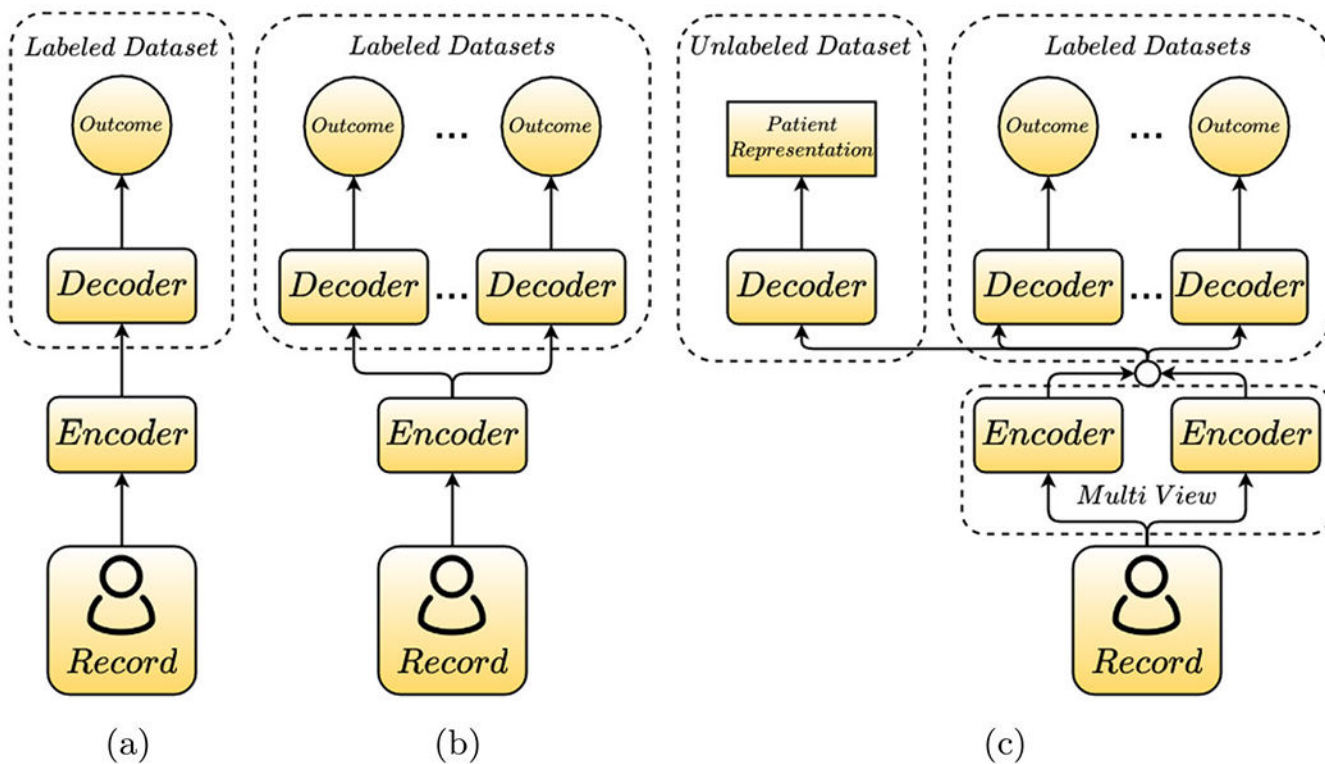 Labeled Dataset
Outcome
Decoder
Encoder
Record
(a)
Labeled Datasets
Outcome ... Outcome
Decoder ... Decoder
Encoder
Record
(b)
Unlabeled Dataset
Patient
Representation
Decoder
Labeled Datasets
Outcome ... Outcome
Decoder ... Decoder
Encoder Encoder
Multi View
Record
(c)